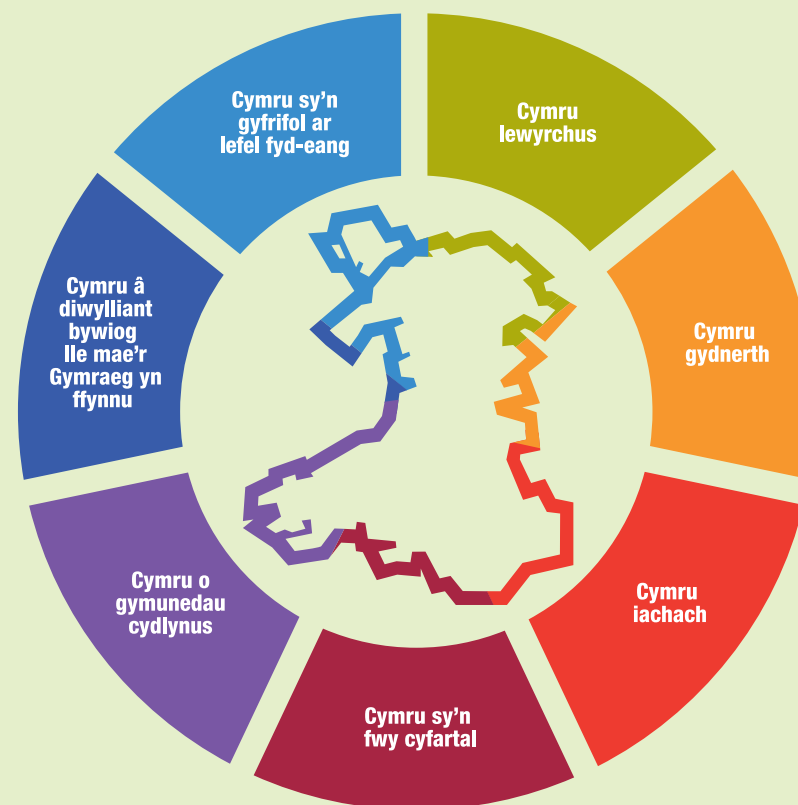 Cymru sy’n
gyfrifol ar
lefel fyd-eang
Cymru
lewyrchus
Cymru
gydnerth
Cymru
iachach
Cymru sy’n
fwy cyfartal
Cymru o
gymunedau
cydlynus
Cymru â
diwylliant
bywiog
lle mae’r
Gymraeg yn
ffynnu